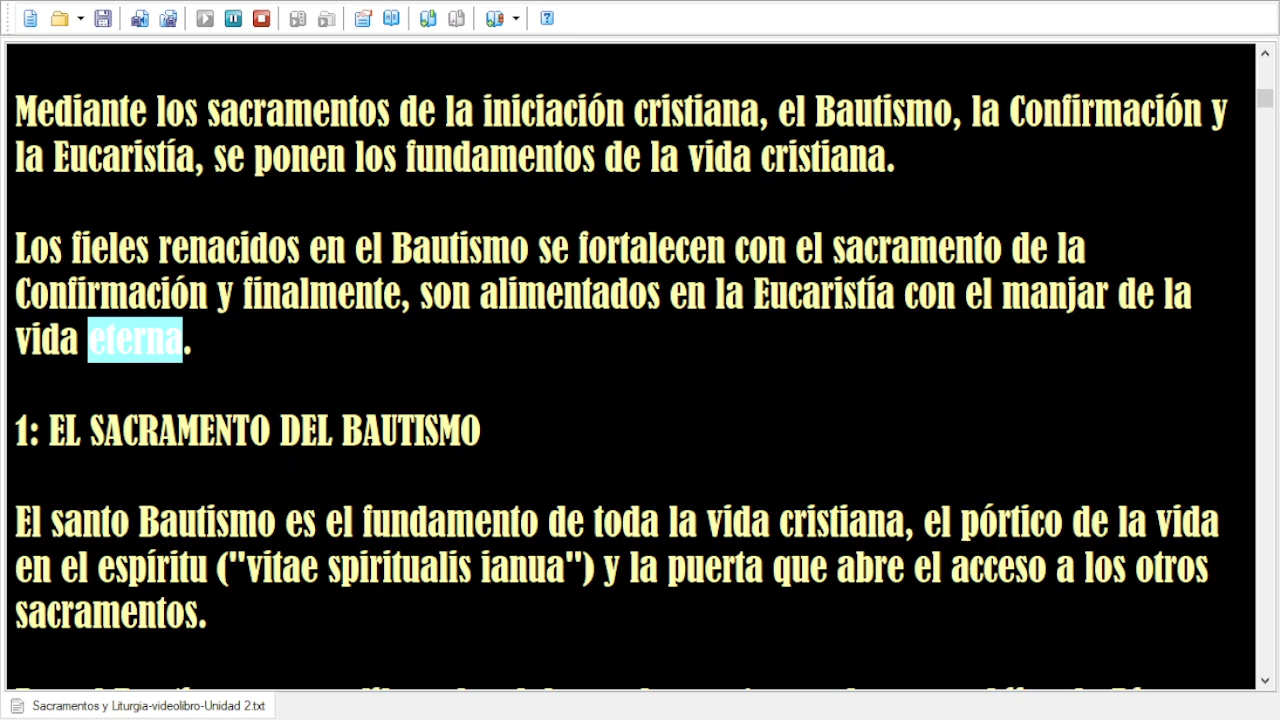 Mediante los sacramentos de la iniciación cristiana, el Bautismo, la Confirmación y
la Eucaristía, se ponen los fundamentos de la vida cristiana.
Los fieles renacidos en el Bautismo se fortalecen con el sacramento de la
Confirmación y finalmente, son alimentados en la Eucaristía con el manjar de la
vida eterna.
1: EL SACRAMENTO DEL BAUTISMO
El santo Bautismo es el fundamento de toda la vida cristiana, el pórtico de la vida
en el espíritu ("vitae spiritualis ianua") y la puerta que abre el acceso a los otros
sacramentos.
Sacramentos y Liturgia-videolibro-Unidad 2.txt